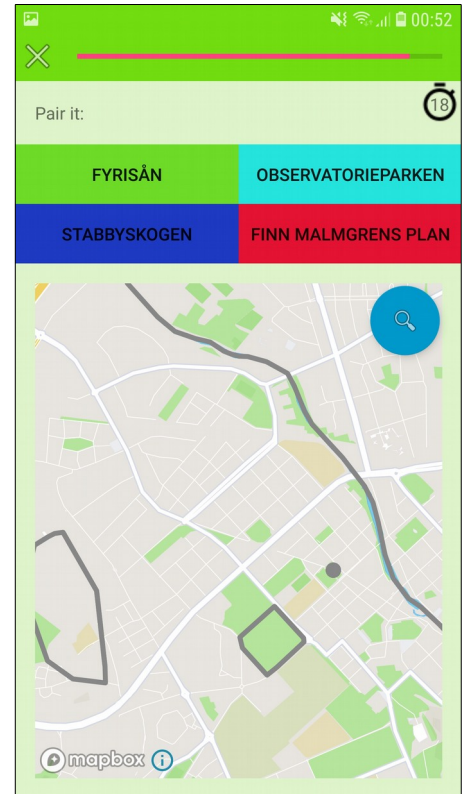 00:52
Pair it:
18
FYRISÅN
OBSERVATORIEPARKEN
STABBYSKOGEN
FINN MALMGRENS PLAN
mapbox